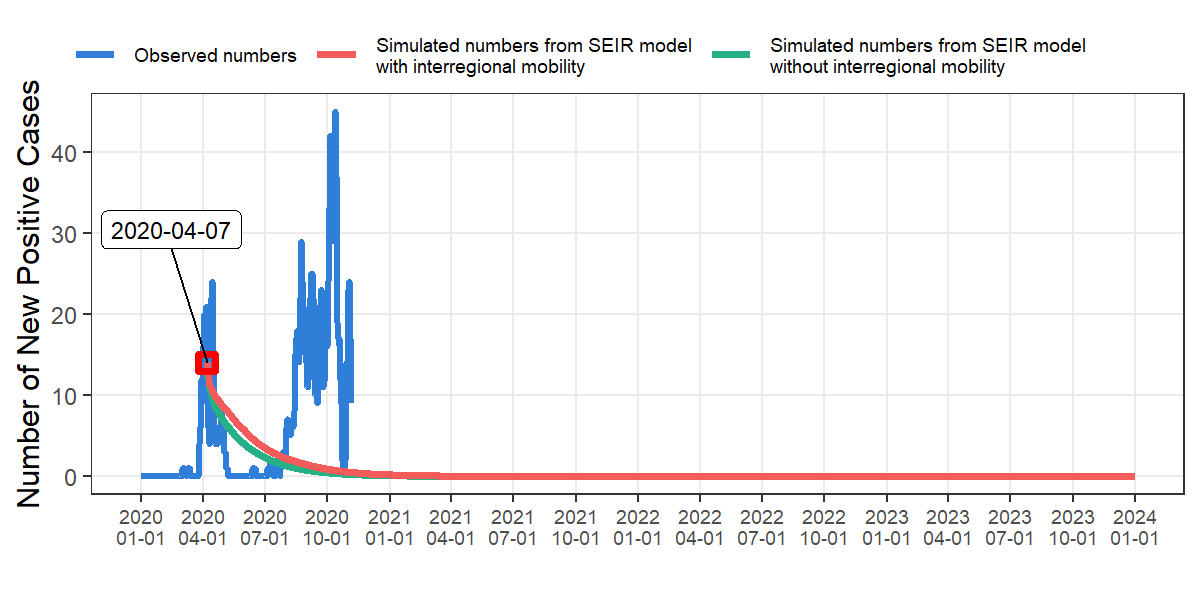 Observed numbers
Simulated numbers from SEIR model
with interregional mobility
Simulated numbers from SEIR model
without interregional mobility
Number of New Positive Cases
40
30
20
10
0
2020-04-07
2020 2020 2020 2020 2021 2021 2021 2021 2022 2022 2022 2022 2023 2023 2023 2023 2024
01-01 04-01 07-01 10-01 01-01 04-01 07-01 10-01 01-01 04-01 07-01 10-01 01-01 04-01 07-01 10-01 01-01